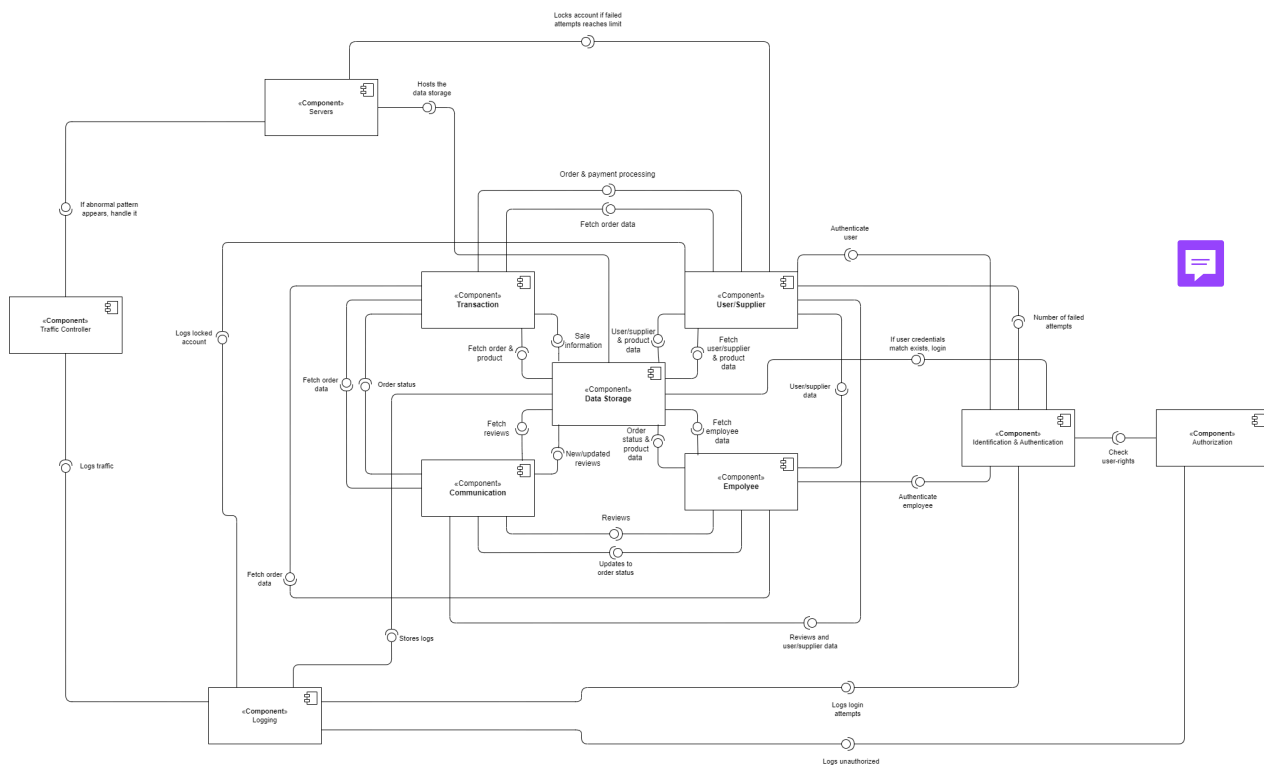 Locks account if failed
attempts reaches limit
«Component»
Servers
Hosts the
data storage
If abnormal pattern
appears, handle it
Order & payment processing
Fetch order data
Authenticate
user
«Component»
Transaction
«Component»
User/Supplier
«Component»
Traffic Controller
Logs locked
account
Sale
information
User/supplier
& product
data
Fetch
user/supplier
& product
data
Number of failed
attempts
Fetch order &
product
If user credentials
match exists, login
Fetch order
data
Order status
«Component»
Data Storage
User/supplier
data
Fetch
reviews
Order
status &
product
data
Fetch
employee
data
«Component»
Identification & Authentication
«Component»
Authorization
Check
user-rights
Logs traffic
New/updated
reviews
«Component»
Communication
«Component»
Empolyee
Authenticate
employee
Reviews
Updates to
order status
Fetch order
data
Stores logs
Reviews and
user/supplier data
«Component»
Logging
Logs login
attempts
Logs unauthorized